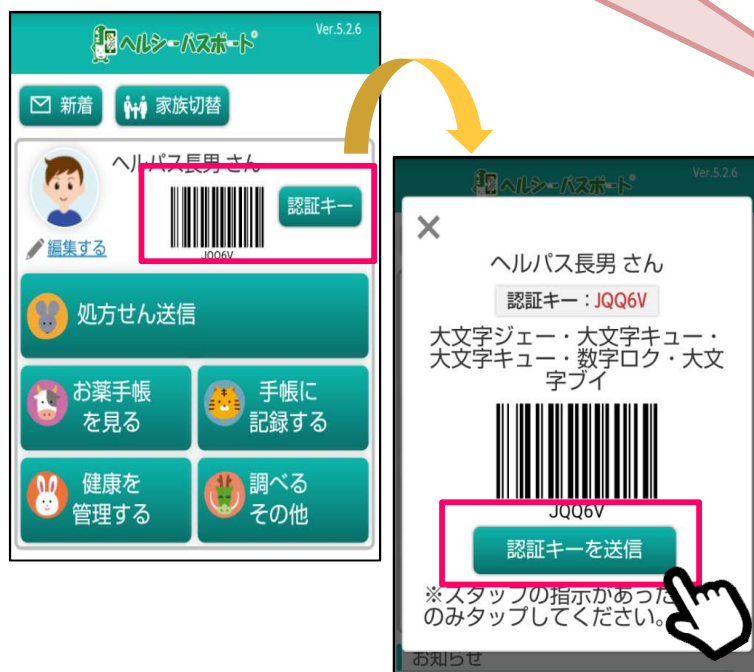 ヘルシーパスポート®
Ver.5.2.6
新着
家族切替
ヘルパス長男 さん
認証キー
JQQ6V
編集する
処方せん送信
お薬手帳
を見る
手帳に
記録する
健康を
管理する
調べる
その他
ヘルシーパスポート®
Ver.5.2.6
ヘルパス長男 さん
認証キー：JQQ6V
大文字ジェー・大文字キュー・
大文字キュー・数字ロク・大文
字ブイ
JQQ6V
認証キーを送信
※スタッフの指示があった
のみタップしてください。
お知らせ